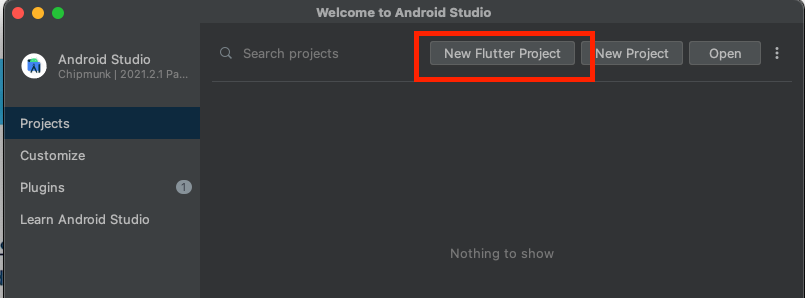 Welcome to Android Studio
Android Studio
Chipmunk | 2021.2.1 Pa...
Search projects
New Flutter Project
New Project
Open
Projects
Customize
Plugins
1
Learn Android Studio
Nothing to show